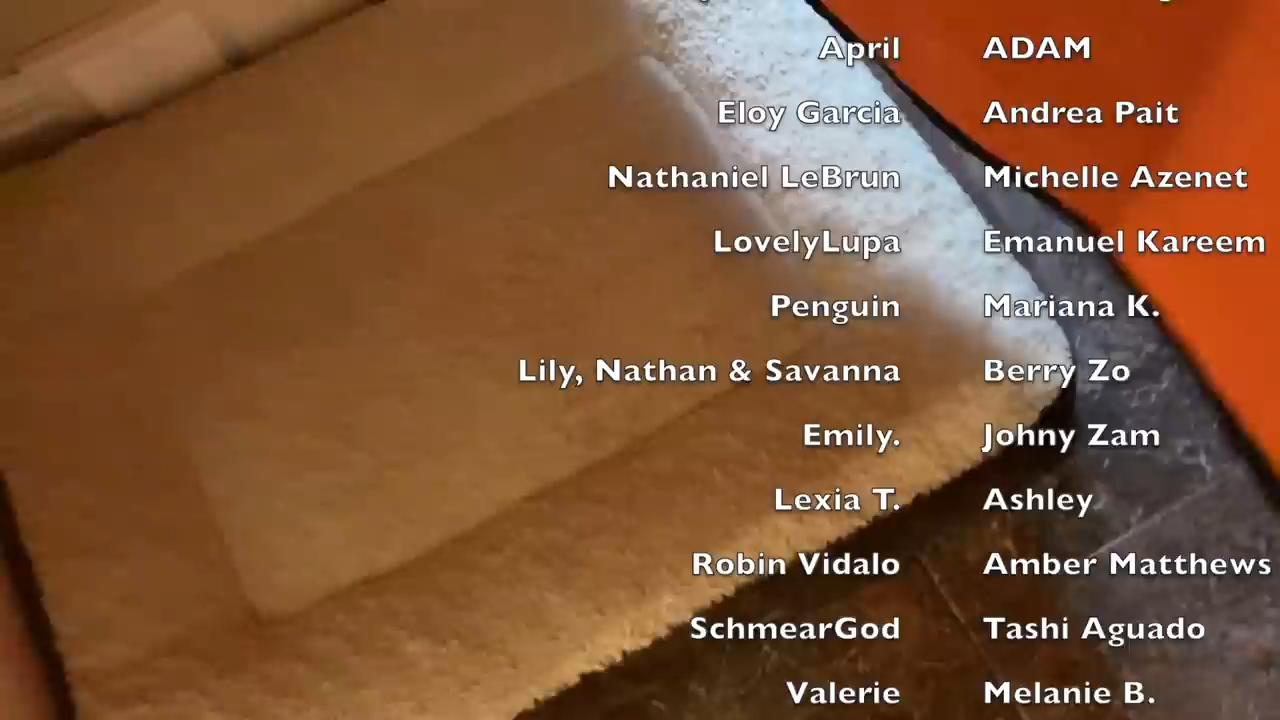 April ADAM
Eloy Garcia Andrea Pait
Nathaniel LeBrun Michelle Azenet
LovelyLupa Emanuel Kareem
Penguin Mariana K.
Lily, Nathan & Savanna Berry Zo
Emily. Johny Zam
Lexia T. Ashley
Robin Vidalo Amber Matthews
SchmearGod Tashi Aguado
Valerie Melanie B.